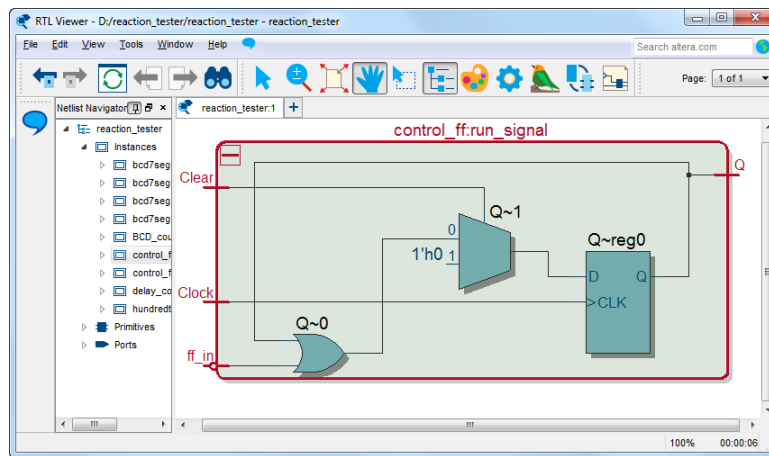 RTL Viewer - D:/reaction_tester/reaction_tester - reaction_tester
File Edit View Tools Window Help
Search altera.com
Page: 1 of 1
Netlist Navigator
reaction_tester:1
reaction_tester
Instances
bcd7seg
bcd7seg
bcd7seg
bcd7seg
BCD_cou
control_f
control_f
delay_co
hundredt
Primitives
Ports
control_ff:run_signal
Q
Clear
Q~1
0
1'h0 1
Q~reg0
D Q
Clock
CLK
Q~0
ff_in
100% 00:00:06